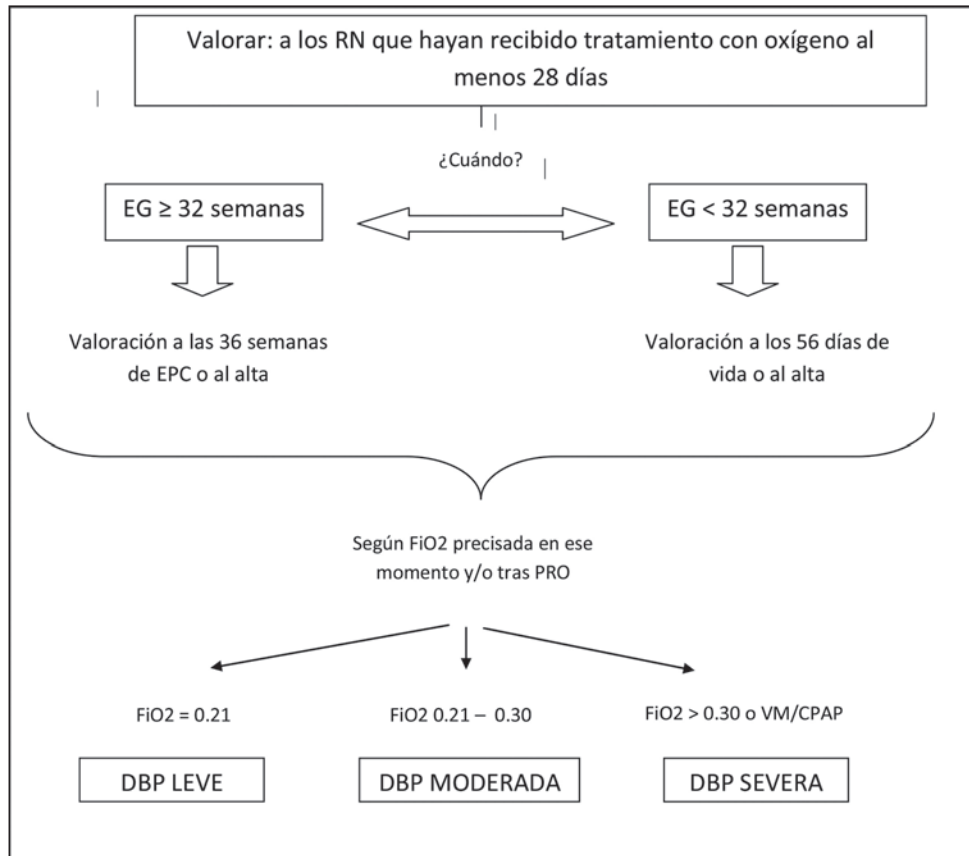 Valorar: a los RN que hayan recibido tratamiento con oxígeno al
menos 28 días
¿Cuándo?
EG ≥ 32 semanas
EG < 32 semanas
Valoración a las 36 semanas
de EPC o al alta
Valoración a los 56 días de
vida o al alta
Según FiO2 precisada en ese
momento y/o tras PRO
FiO2 = 0.21
FiO2 0.21 – 0.30
FiO2 > 0.30 o VM/CPAP
DBP LEVE
DBP MODERADA
DBP SEVERA